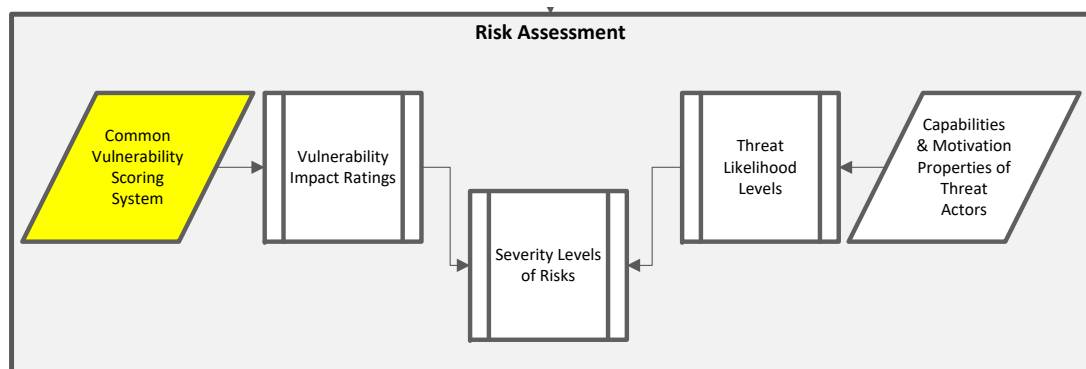 Risk Assessment
Common
Vulnerability
Scoring
System
Vulnerability
Impact Ratings
Severity Levels
of Risks
Threat
Likelihood
Levels
Capabilities
& Motivation
Properties of
Threat
Actors